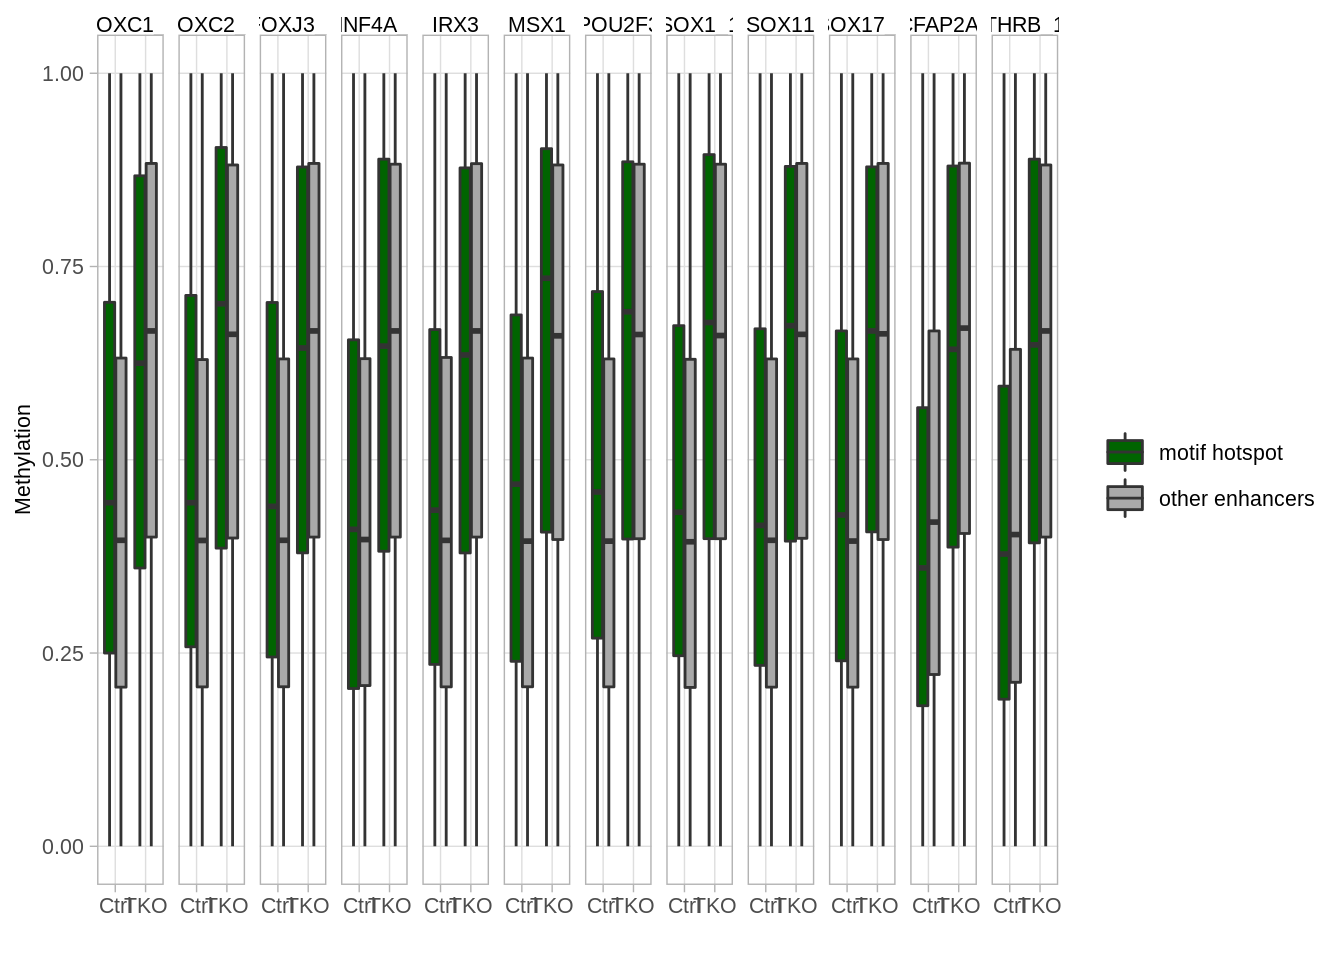 OXC1 OXC2 FOXJ3 INF4A IRX3 MSX1 POU2F3 SOX1_1 SOX11 SOX17 CFAP2A THRB_1
1.00
0.75
0.50
0.25
0.00
Methylation
Ctrl TKO Ctrl TKO Ctrl TKO Ctrl TKO Ctrl TKO Ctrl TKO Ctrl TKO Ctrl TKO Ctrl TKO Ctrl TKO Ctrl TKO Ctrl TKO
motif hotspot
other enhancers